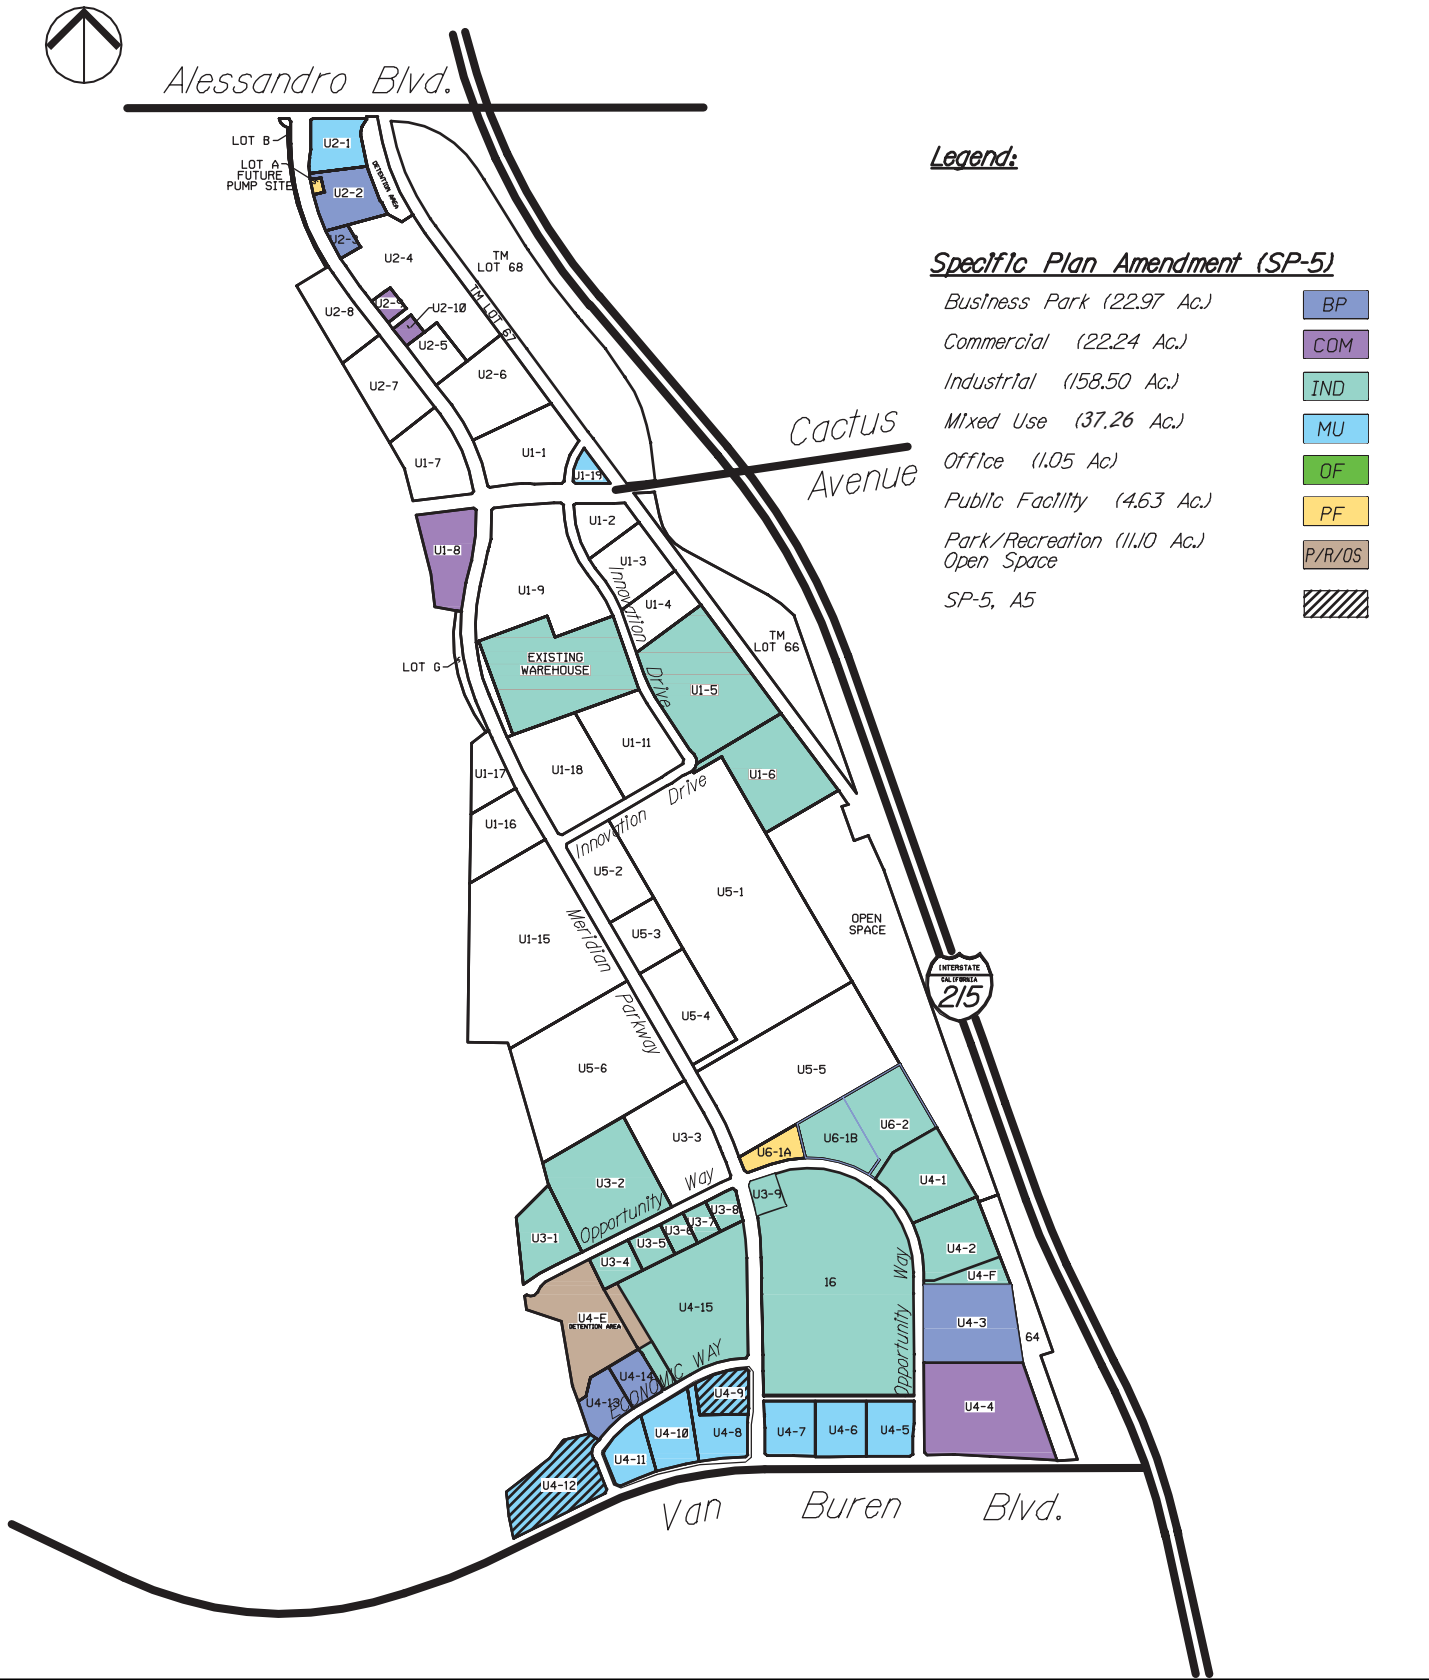 Alessandro Blvd.
LOT B
U2-1
LOT A
FUTURE
PUMP SITE
DETENTION AREA
U2-2
U2-3
U2-4
TM
LOT 68
TM LOT 67
U2-9
U2-10
U2-8
U2-5
U2-6
U2-7
U1-7
U1-1
U1-19
Cactus
Avenue
Legend:
Specific Plan Amendment (SP-5)
Business Park (22.97 Ac.)
BP
Commercial (22.24 Ac.)
COM
Industrial (158.50 Ac.)
IND
Mixed Use (37.26 Ac.)
MU
Office (1.05 Ac)
OF
Public Facility (4.63 Ac.)
PF
Park/Recreation (11.10 Ac.)
Open Space
P/R/OS
SP-5, A5
U1-2
U1-8
U1-3
U1-9
U1-4
Innovation
Drive
TM
LOT 66
LOT G
EXISTING
WAREHOUSE
U1-5
U1-11
U1-17
U1-18
U1-6
Innovation Drive
U1-16
U5-2
U5-1
U5-3
U1-15
OPEN
SPACE
Meridian
Parkway
INTERSTATE
CALIFORNIA
215
U5-4
U5-6
U5-5
U3-3
U6-1A
U6-1B
U6-2
U3-2
U4-1
U3-9
Opportunity Way
U3-8
U3-7
U3-6
U3-5
U3-4
U3-1
U4-2
U4-F
16
Opportunity Way
U4-15
U4-E
DETENTION AREA
U4-3
64
ECONOMIC WAY
U4-14
U4-13
U4-9
U4-4
U4-10
U4-8
U4-7
U4-6
U4-5
U4-11
U4-12
Van Buren Blvd.